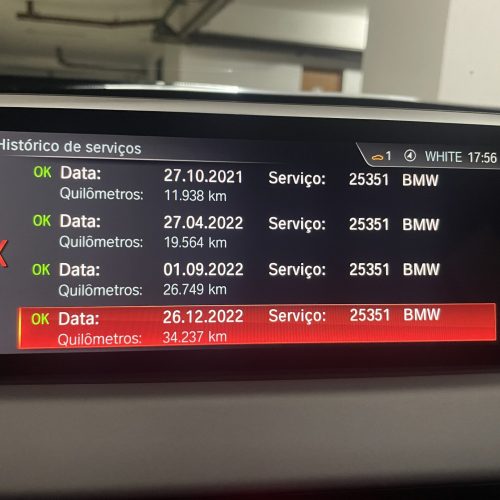 Histórico de serviços
1 WHITE 17:56
OK Data: 27.10.2021 Serviço: 25351 BMW
Quilômetros: 11.938 km
OK Data: 27.04.2022 Serviço: 25351 BMW
Quilômetros: 19.564 km
OK Data: 01.09.2022 Serviço: 25351 BMW
Quilômetros: 26.749 km
OK Data: 26.12.2022 Serviço: 25351 BMW
Quilômetros: 34.237 km